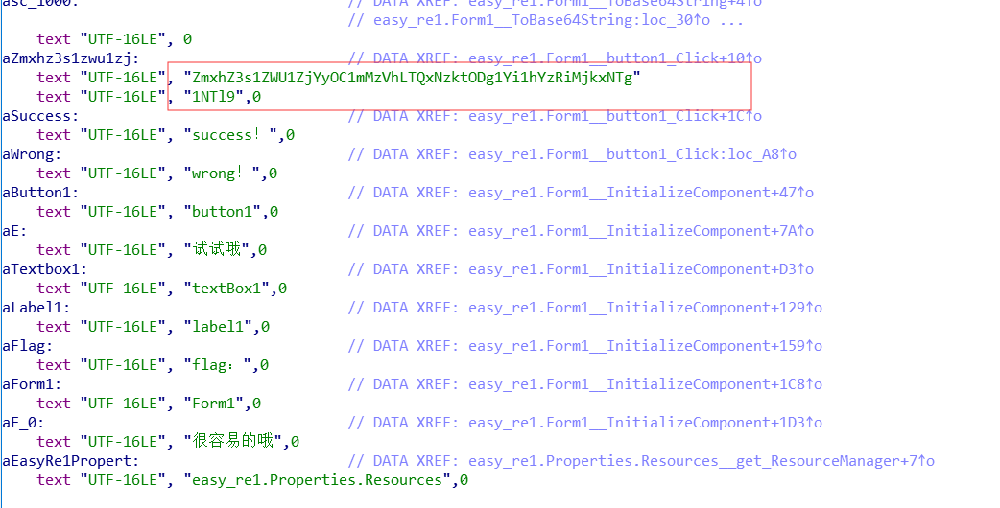 asc_1000: // DATA XREF: easy_re1.Form1__ToBase64String+4↑o
// easy_re1.Form1__ToBase64String:loc_30↑o ...
text "UTF-16LE", 0
aZmxhz3s1zwu1zj: // DATA XREF: easy_re1.Form1__button1_Click+10↑o
text "UTF-16LE", "ZmxhZ3s1ZWU1ZjYyOC1mMzVhLTQxNzktODg1Yi1hYzRiMjkxNTg"
text "UTF-16LE", "1NTl9",0
aSuccess: // DATA XREF: easy_re1.Form1__button1_Click+1C↑o
text "UTF-16LE", "success！",0
aWrong: // DATA XREF: easy_re1.Form1__button1_Click:loc_A8↑o
text "UTF-16LE", "wrong！",0
aButton1: // DATA XREF: easy_re1.Form1__InitializeComponent+47↑o
text "UTF-16LE", "button1",0
aE: // DATA XREF: easy_re1.Form1__InitializeComponent+7A↑o
text "UTF-16LE", "试试哦",0
aTextbox1: // DATA XREF: easy_re1.Form1__InitializeComponent+D3↑o
text "UTF-16LE", "textBox1",0
aLabel1: // DATA XREF: easy_re1.Form1__InitializeComponent+129↑o
text "UTF-16LE", "label1",0
aFlag: // DATA XREF: easy_re1.Form1__InitializeComponent+159↑o
text "UTF-16LE", "flag：",0
aForm1: // DATA XREF: easy_re1.Form1__InitializeComponent+1C8↑o
text "UTF-16LE", "Form1",0
aE_0: // DATA XREF: easy_re1.Form1__InitializeComponent+1D3↑o
text "UTF-16LE", "很容易的哦",0
aEasyRe1Propert: // DATA XREF: easy_re1.Properties.Resources__get_ResourceManager+7↑o
text "UTF-16LE", "easy_re1.Properties.Resources",0